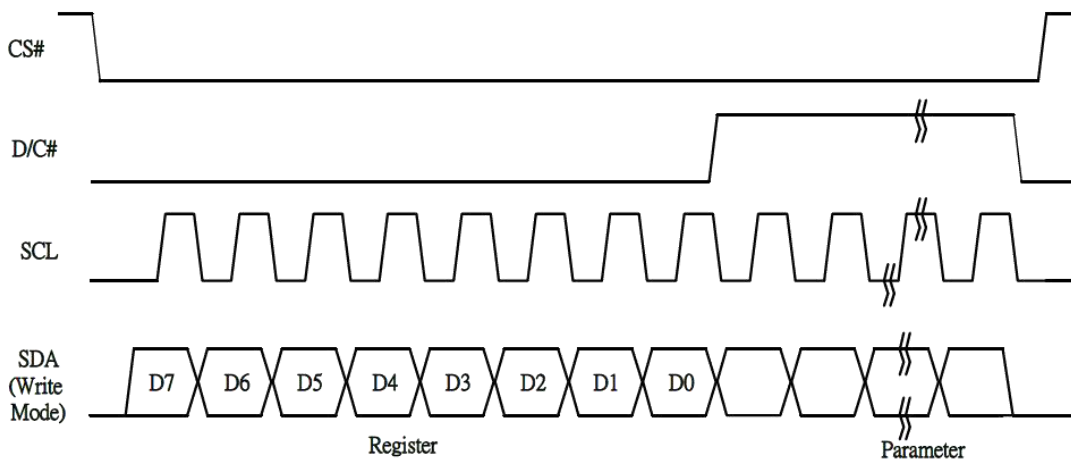 CS#
D/C#
SCL
SDA
(Write
Mode)
D7 D6 D5 D4 D3 D2 D1 D0
Register Parameter